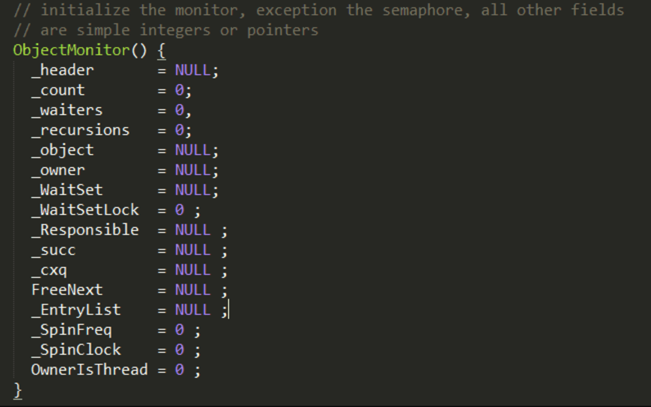 // initialize the monitor, exception the semaphore, all other fields
// are simple integers or pointers
ObjectMonitor() {
  _header       = NULL;
  _count        = 0;
  _waiters      = 0,
  _recursions   = 0;
  _object       = NULL;
  _owner        = NULL;
  _WaitSet      = NULL;
  _WaitSetLock  = 0 ;
  _Responsible  = NULL ;
  _succ         = NULL ;
  _cxq          = NULL ;
  FreeNext      = NULL ;
  _EntryList    = NULL ;
  _SpinFreq     = 0 ;
  _SpinClock    = 0 ;
  OwnerIsThread = 0 ;
}